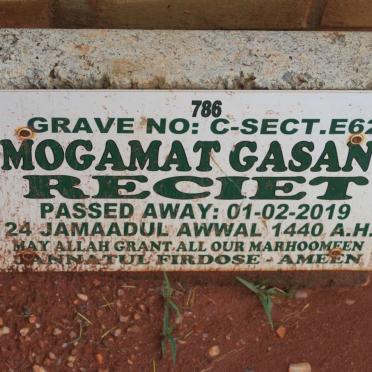 786
GRAVE NO: C-SECT.E62
MOGAMAT GASAN
RECIET
PASSED AWAY: 01-02-2019
24 JAMAADUL AWWAL 1440 A.H.
MAY ALLAH GRANT ALL OUR MARHOOMEEN
JANNATUL FIRDOSE - AMEEN